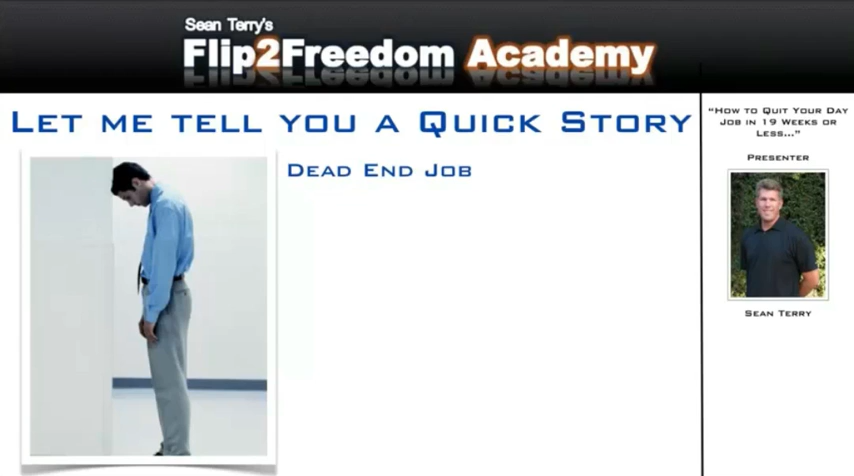 Sean Terry's
Flip2Freedom Academy
Let me tell you a Quick Story
Dead End Job
“How to Quit Your Day
Job in 19 Weeks or
Less...”
Presenter
Sean Terry